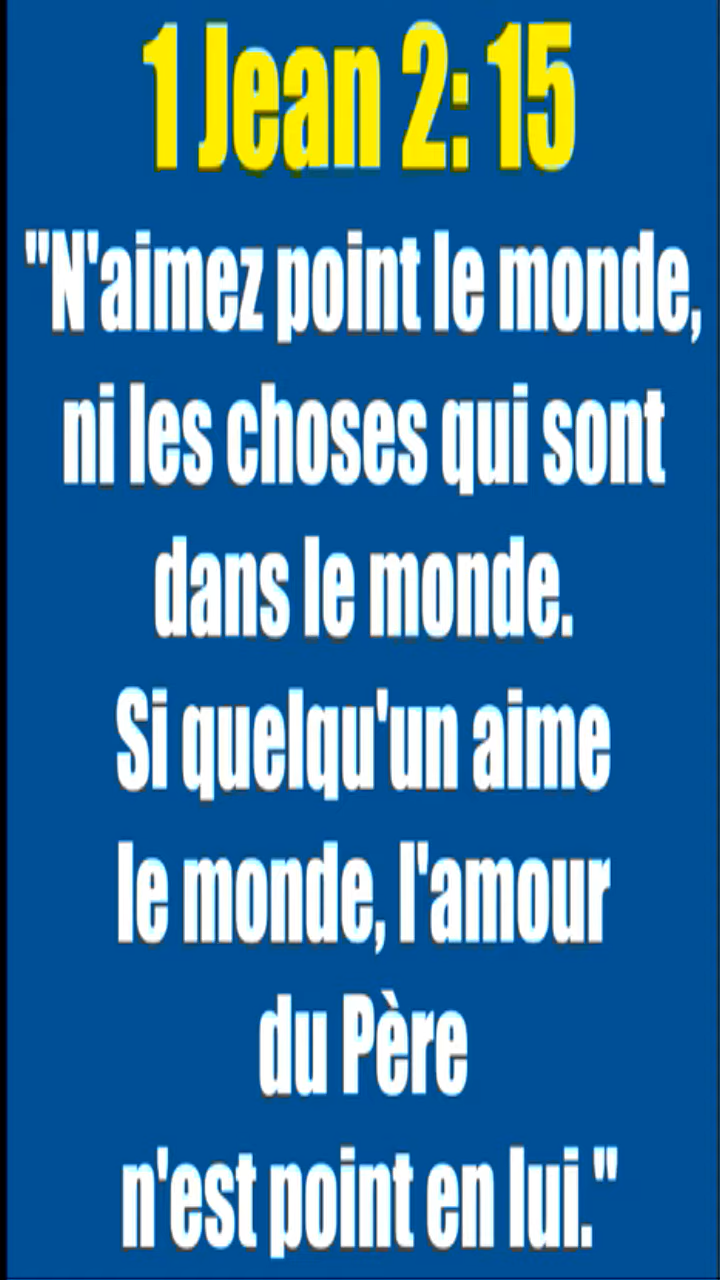 1 Jean 2: 15
"N'aimez point le monde,
ni les choses qui sont
dans le monde.
Si quelqu'un aime
le monde, l'amour
du Père
n'est point en lui."